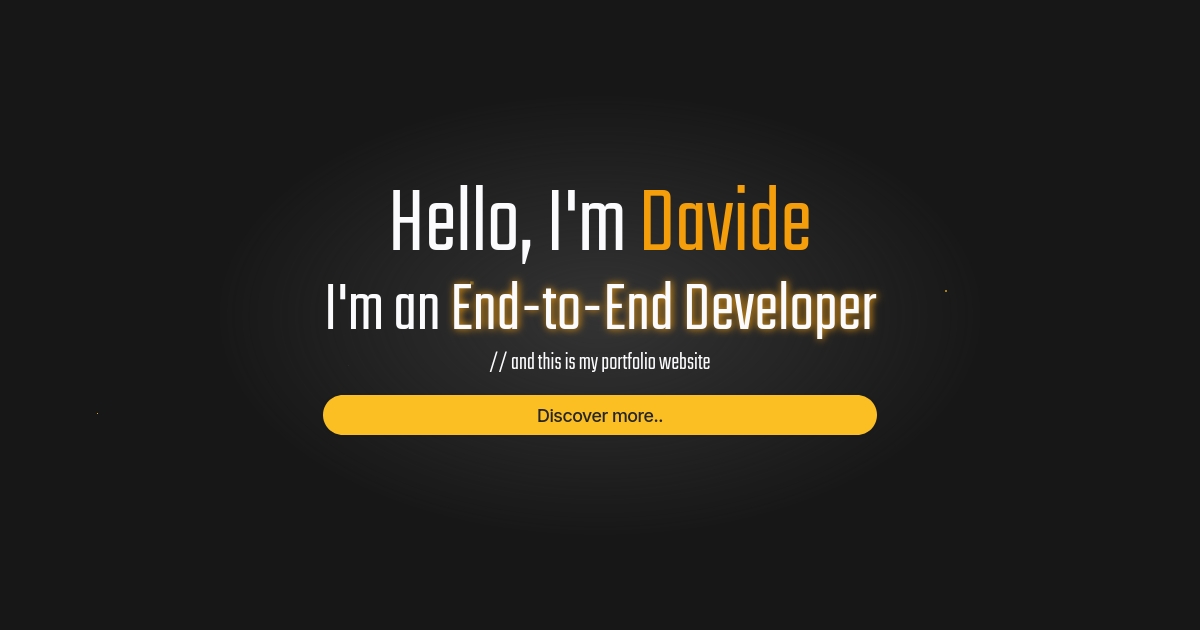 Hello, I'm Davide
I'm an End-to-End Developer
// and this is my portfolio website
Discover more..